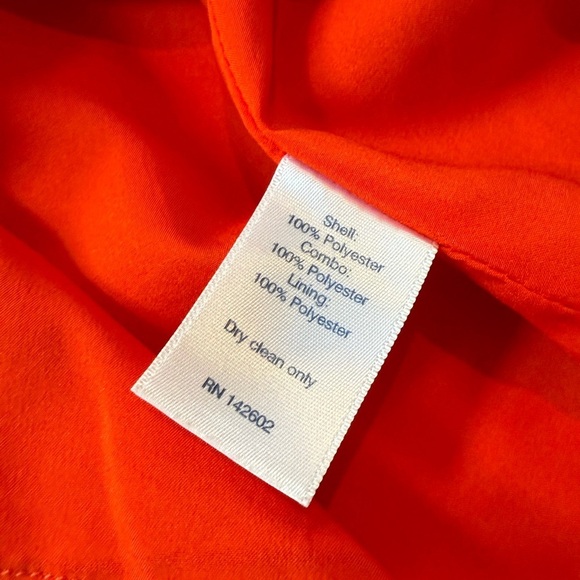 Shell:
100% Polyester
Combo:
100% Polyester
Lining:
100% Polyester
Dry clean only
RN 142602